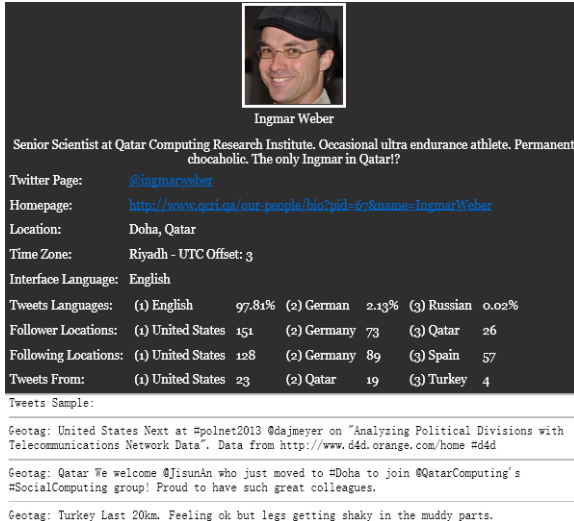 Ingmar Weber
Senior Scientist at Qatar Computing Research Institute. Occasional ultra endurance athlete. Permanent
chocaholic. The only Ingmar in Qatar!?
Twitter Page: @ingmarweber
Homepage: http://www.qcri.qa/our-people/bio?pid=67&name=IngmarWeber
Location: Doha, Qatar
Time Zone: Riyadh - UTC Offset: 3
Interface Language: English
Tweets Languages: (1) English 97.81% (2) German 2.13% (3) Russian 0.02%
Follower Locations: (1) United States 151 (2) Germany 73 (3) Qatar 26
Following Locations: (1) United States 128 (2) Germany 89 (3) Spain 57
Tweets From: (1) United States 23 (2) Qatar 19 (3) Turkey 4
Tweets Sample:
Geotag: United States Next at #polnet2013 @dajmeyer on "Analyzing Political Divisions with
Telecommunications Network Data". Data from http://www.d4d.orange.com/home #d4d
Geotag: Qatar We welcome @JisunAn who just moved to #Doha to join @QatarComputing's
#SocialComputing group! Proud to have such great colleagues.
Geotag: Turkey Last 20km. Feeling ok but legs getting shaky in the muddy parts.